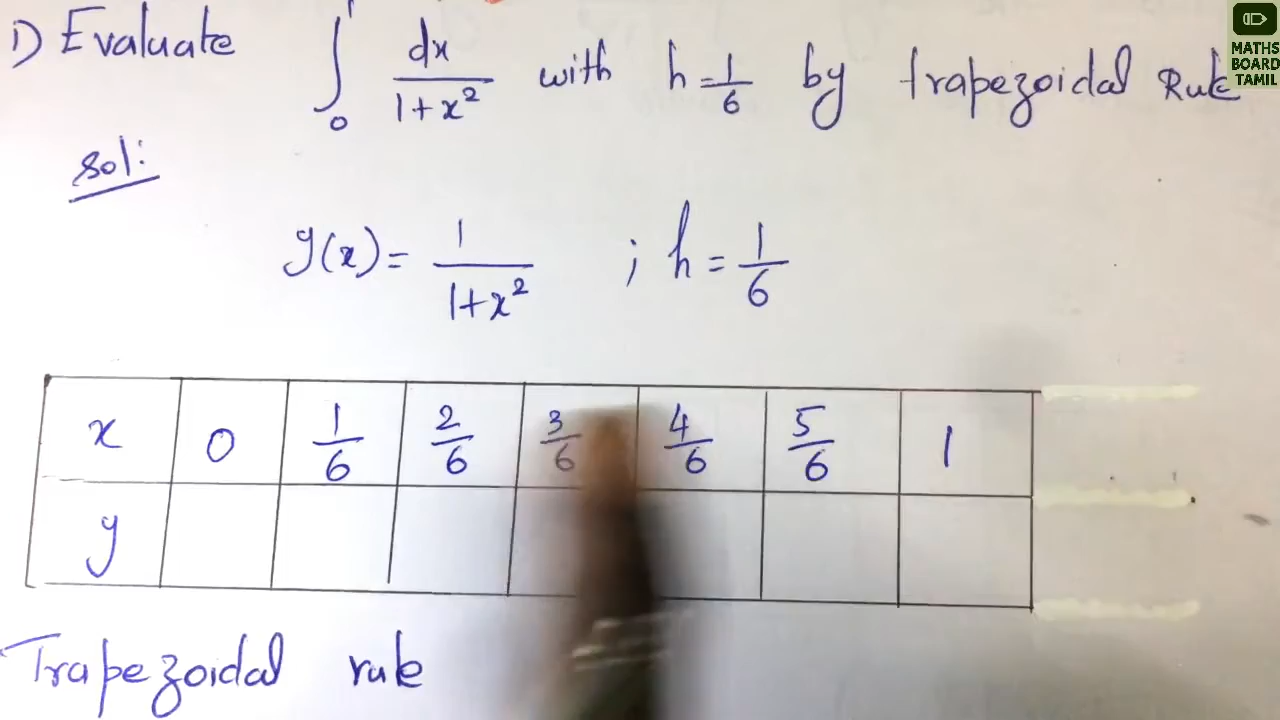 1) Evaluate ∫₀¹ dx/(1+x²) with h=1/6 by trapezoidal Rule
MATHS
BOARD
TAMIL
Sol:
y(x) = 1/(1+x²) ; h = 1/6
x 0 1/6 2/6 3/6 4/6 5/6 1
y
Trapezoidal rule